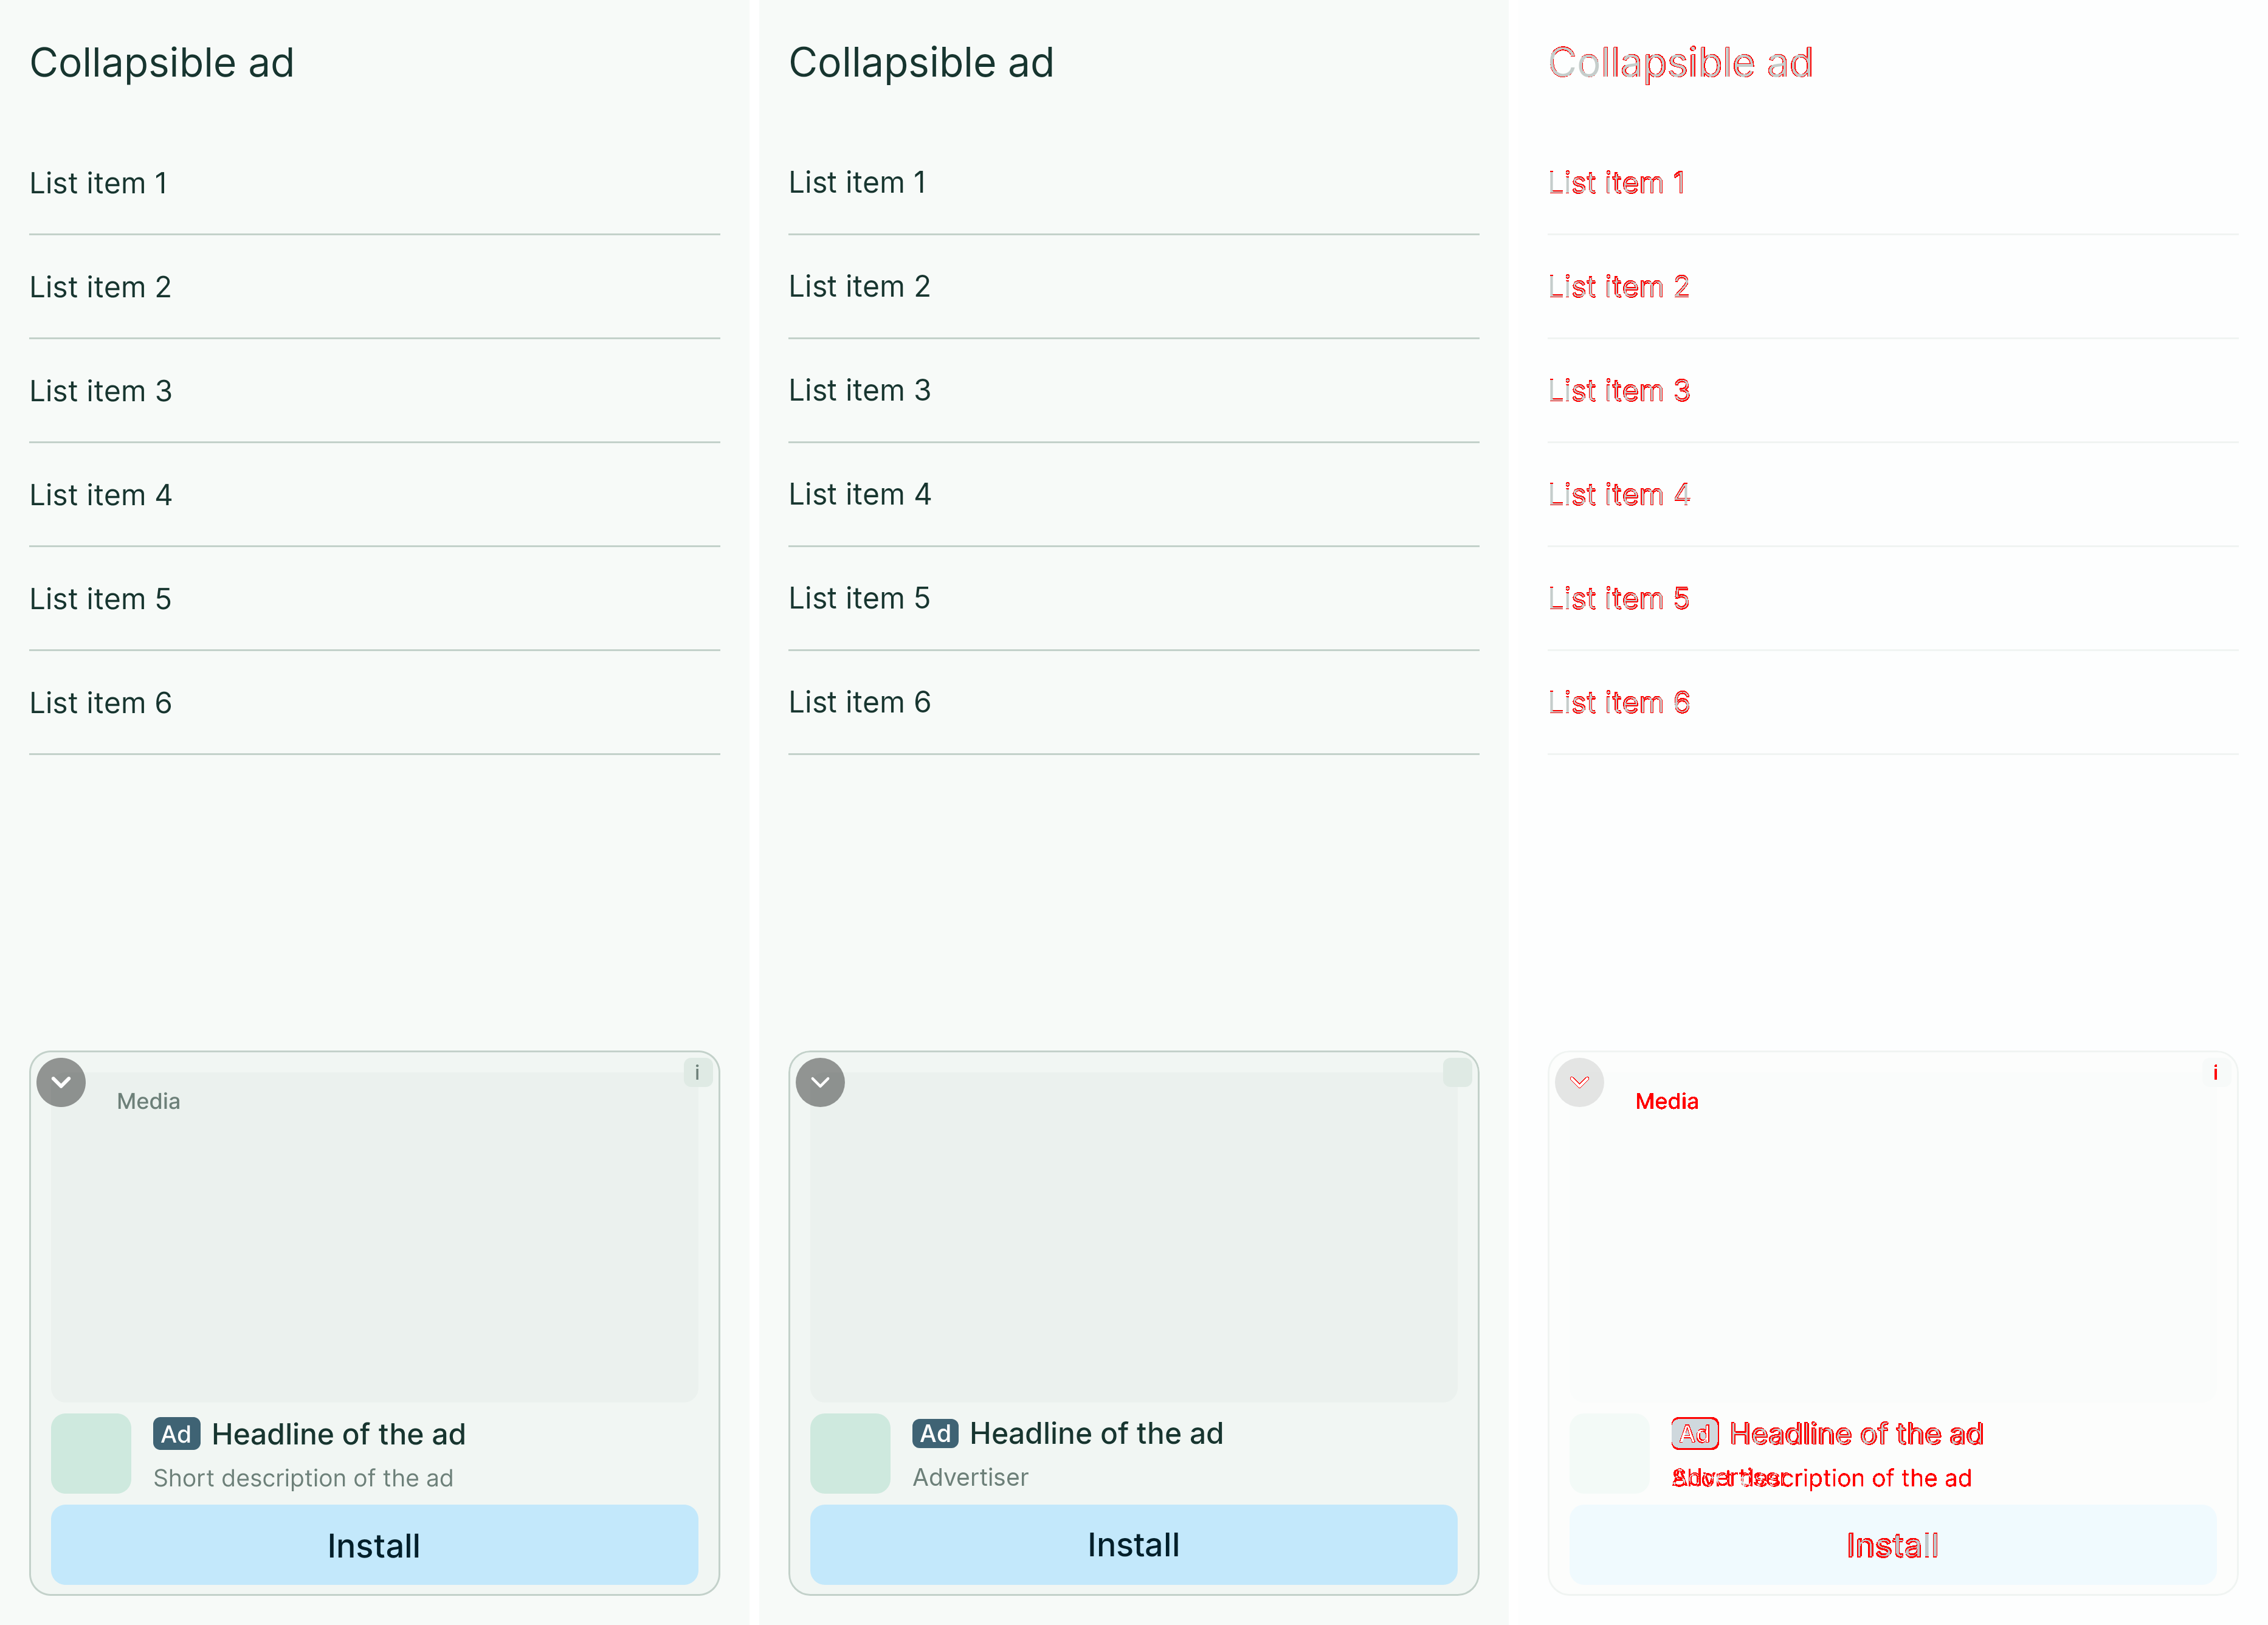 Collapsible ad
List item 1
List item 2
List item 3
List item 4
List item 5
List item 6
i
Media
Ad Headline of the ad
Short description of the ad
Install
Collapsible ad
List item 1
List item 2
List item 3
List item 4
List item 5
List item 6
Ad Headline of the ad
Advertiser
Install
Collapsible ad
List item 1
List item 2
List item 3
List item 4
List item 5
List item 6
i
Media
Ad Headline of the ad
description of the ad
Install